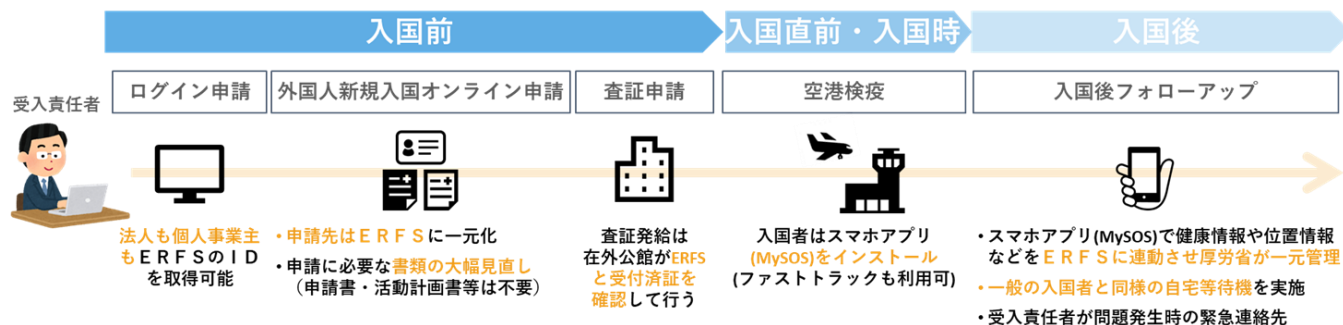 入国前
入国直前・入国時
入国後
受入責任者
ログイン申請
外国人新規入国オンライン申請
査証申請
空港検疫
入国後フォローアップ
法人も個人事業主
もＥＲＦＳのＩＤ
を取得可能
・申請先はＥＲＦＳに一元化
・申請に必要な書類の大幅見直し
（申請書・活動計画書等は不要）
査証発給は
在外公館がERFS
と受付済証を
確認して行う
入国者はスマホアプリ
(MySOS)をインストール
(ファストトラックも利用可)
・スマホアプリ(MySOS)で健康情報や位置情報
などをＥＲＦＳに連動させ厚労省が一元管理
・一般の入国者と同様の自宅等待機を実施
・受入責任者が問題発生時の緊急連絡先